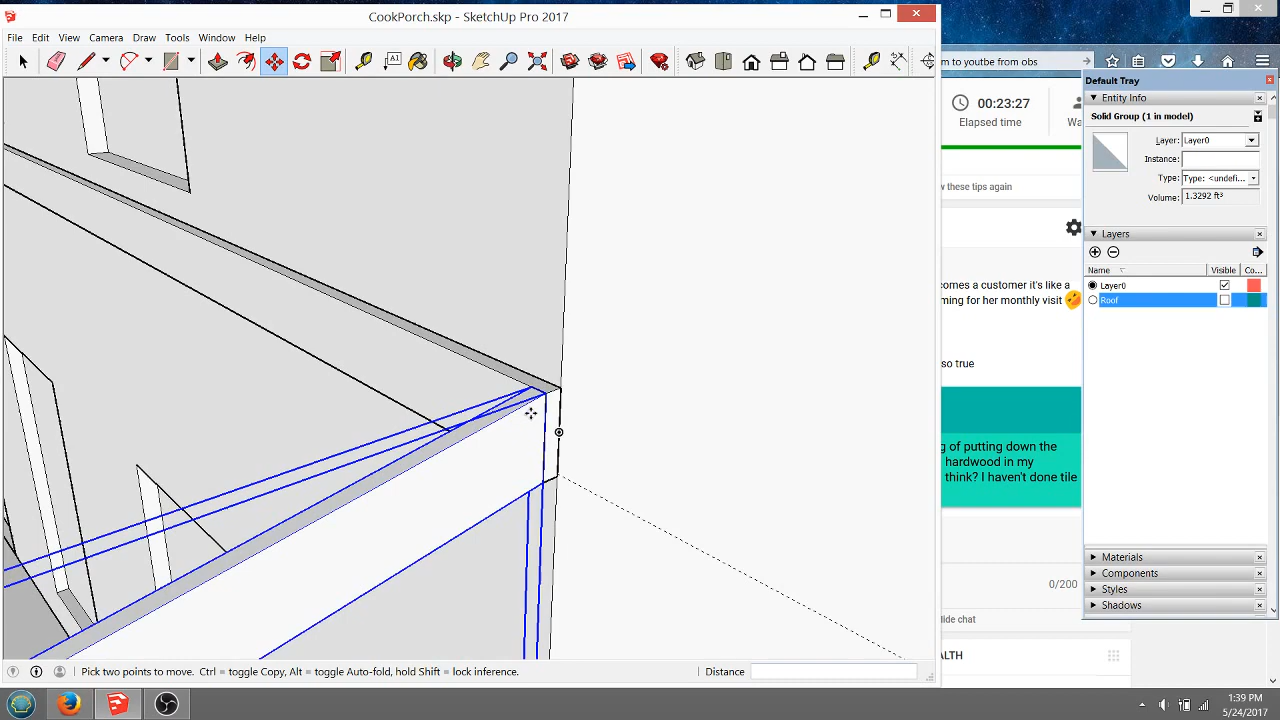 CookPorch.skp - SketchUp Pro 2017
File Edit View Camera Draw Tools Window Help
m to youtbe from obs
00:23:27
Elapsed time
Wa
w these tips again
comes a customer it's like a
ming for her monthly visit 🤣
so true
g of putting down the
hardwood in my
think? I haven't done tile
0/200
lide chat
ALTH
Default Tray
Entity Info
Solid Group (1 in model)
Layer: Layer0
Instance:
Type: Type: <undefi...
Volume: 1.3292 ft³
Layers
Name Visible Co...
Layer0
Roof
Materials
Components
Styles
Shadows
Pick two points to move. Ctrl = toggle Copy, Alt = toggle Auto-fold, hold Shift = lock inference.
Distance
1:39 PM
5/24/2017